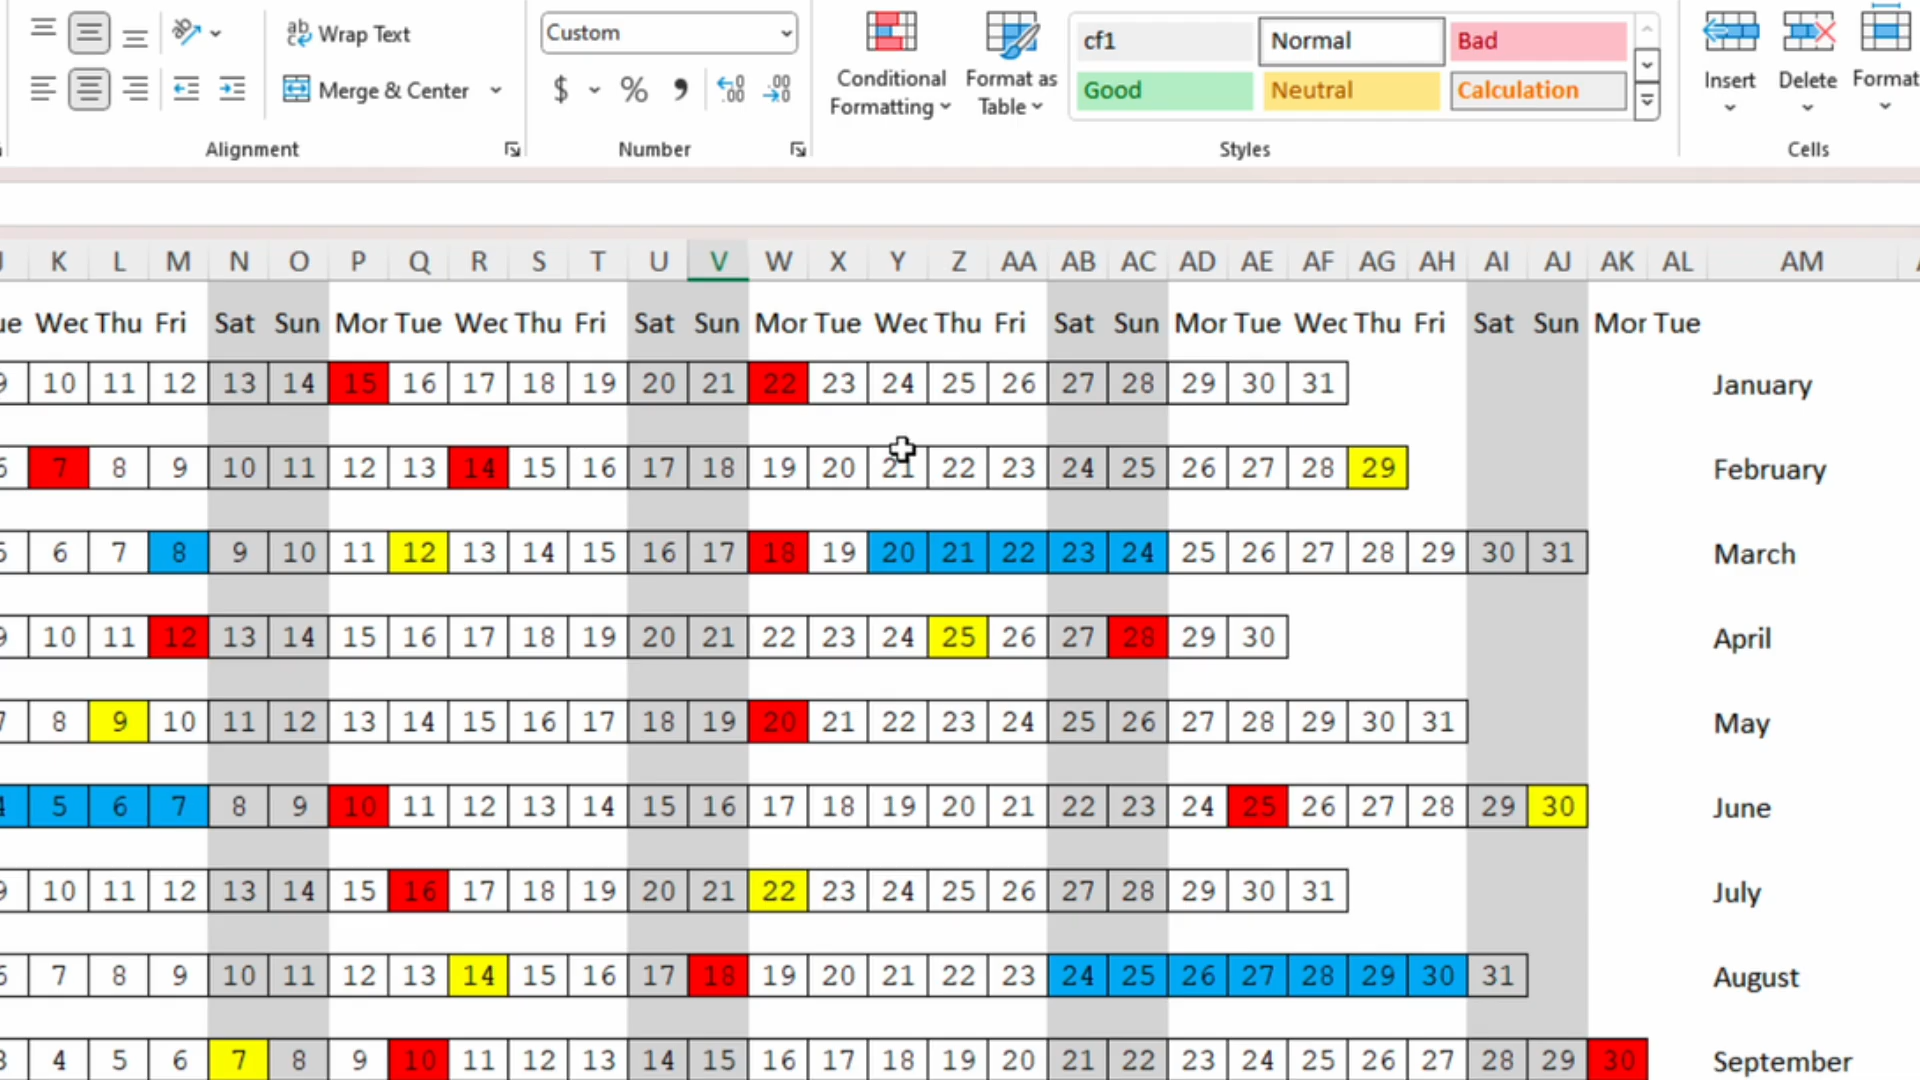 Wrap Text
Custom
cf1
Normal
Bad
Merge & Center
$ % ,
Conditional Formatting
Format as Table
Good
Neutral
Calculation
Insert
Delete
Format
Alignment
Number
Styles
Cells
K L M N O P Q R S T U V W X Y Z AA AB AC AD AE AF AG AH AI AJ AK AL AM
Wec Thu Fri Sat Sun Mor Tue Wec Thu Fri Sat Sun Mor Tue Wec Thu Fri Sat Sun Mor Tue Wec Thu Fri Sat Sun Mor Tue
10 11 12 13 14 15 16 17 18 19 20 21 22 23 24 25 26 27 28 29 30 31 January
7 8 9 10 11 12 13 14 15 16 17 18 19 20 21 22 23 24 25 26 27 28 29 February
6 7 8 9 10 11 12 13 14 15 16 17 18 19 20 21 22 23 24 25 26 27 28 29 30 31 March
10 11 12 13 14 15 16 17 18 19 20 21 22 23 24 25 26 27 28 29 30 April
8 9 10 11 12 13 14 15 16 17 18 19 20 21 22 23 24 25 26 27 28 29 30 31 May
5 6 7 8 9 10 11 12 13 14 15 16 17 18 19 20 21 22 23 24 25 26 27 28 29 30 June
10 11 12 13 14 15 16 17 18 19 20 21 22 23 24 25 26 27 28 29 30 31 July
7 8 9 10 11 12 13 14 15 16 17 18 19 20 21 22 23 24 25 26 27 28 29 30 31 August
4 5 6 7 8 9 10 11 12 13 14 15 16 17 18 19 20 21 22 23 24 25 26 27 28 29 30 September